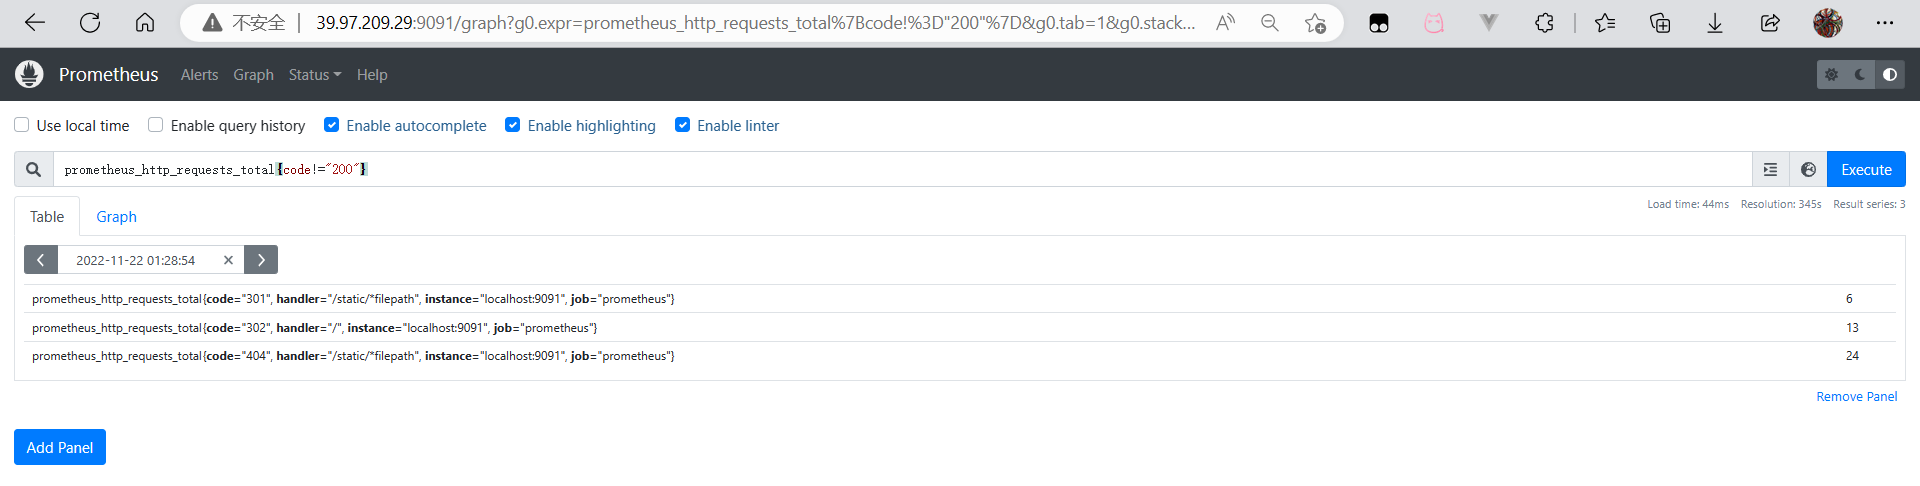 不安全 39.97.209.29:9091/graph?g0.expr=prometheus_http_requests_total%7Bcode!%3D"200"%7D&g0.tab=1&g0.stack...
Prometheus Alerts Graph Status Help
Use local time Enable query history Enable autocomplete Enable highlighting Enable linter
prometheus_http_requests_total{code!="200"} Execute
Table Graph Load time: 44ms Resolution: 345s Result series: 3
2022-11-22 01:28:54
prometheus_http_requests_total{code="301", handler="/static/*filepath", instance="localhost:9091", job="prometheus"} 6
prometheus_http_requests_total{code="302", handler="/", instance="localhost:9091", job="prometheus"} 13
prometheus_http_requests_total{code="404", handler="/static/*filepath", instance="localhost:9091", job="prometheus"} 24
Remove Panel
Add Panel